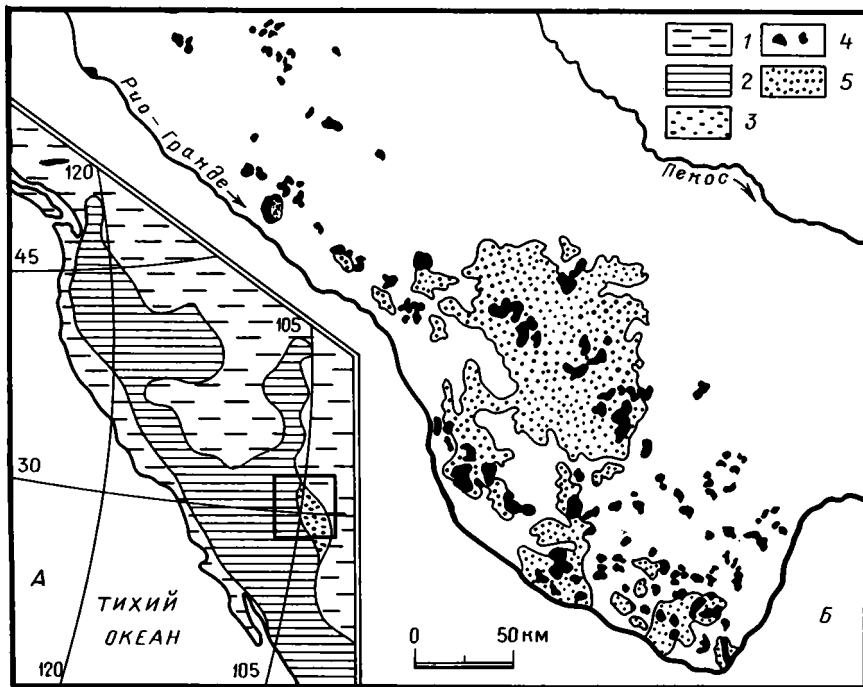 1 4
2 5
3
Рио-Гранде
Пекос
120
45
105
30
А
ТИХИЙ
ОКЕАН
120
105
0 50 км
Б